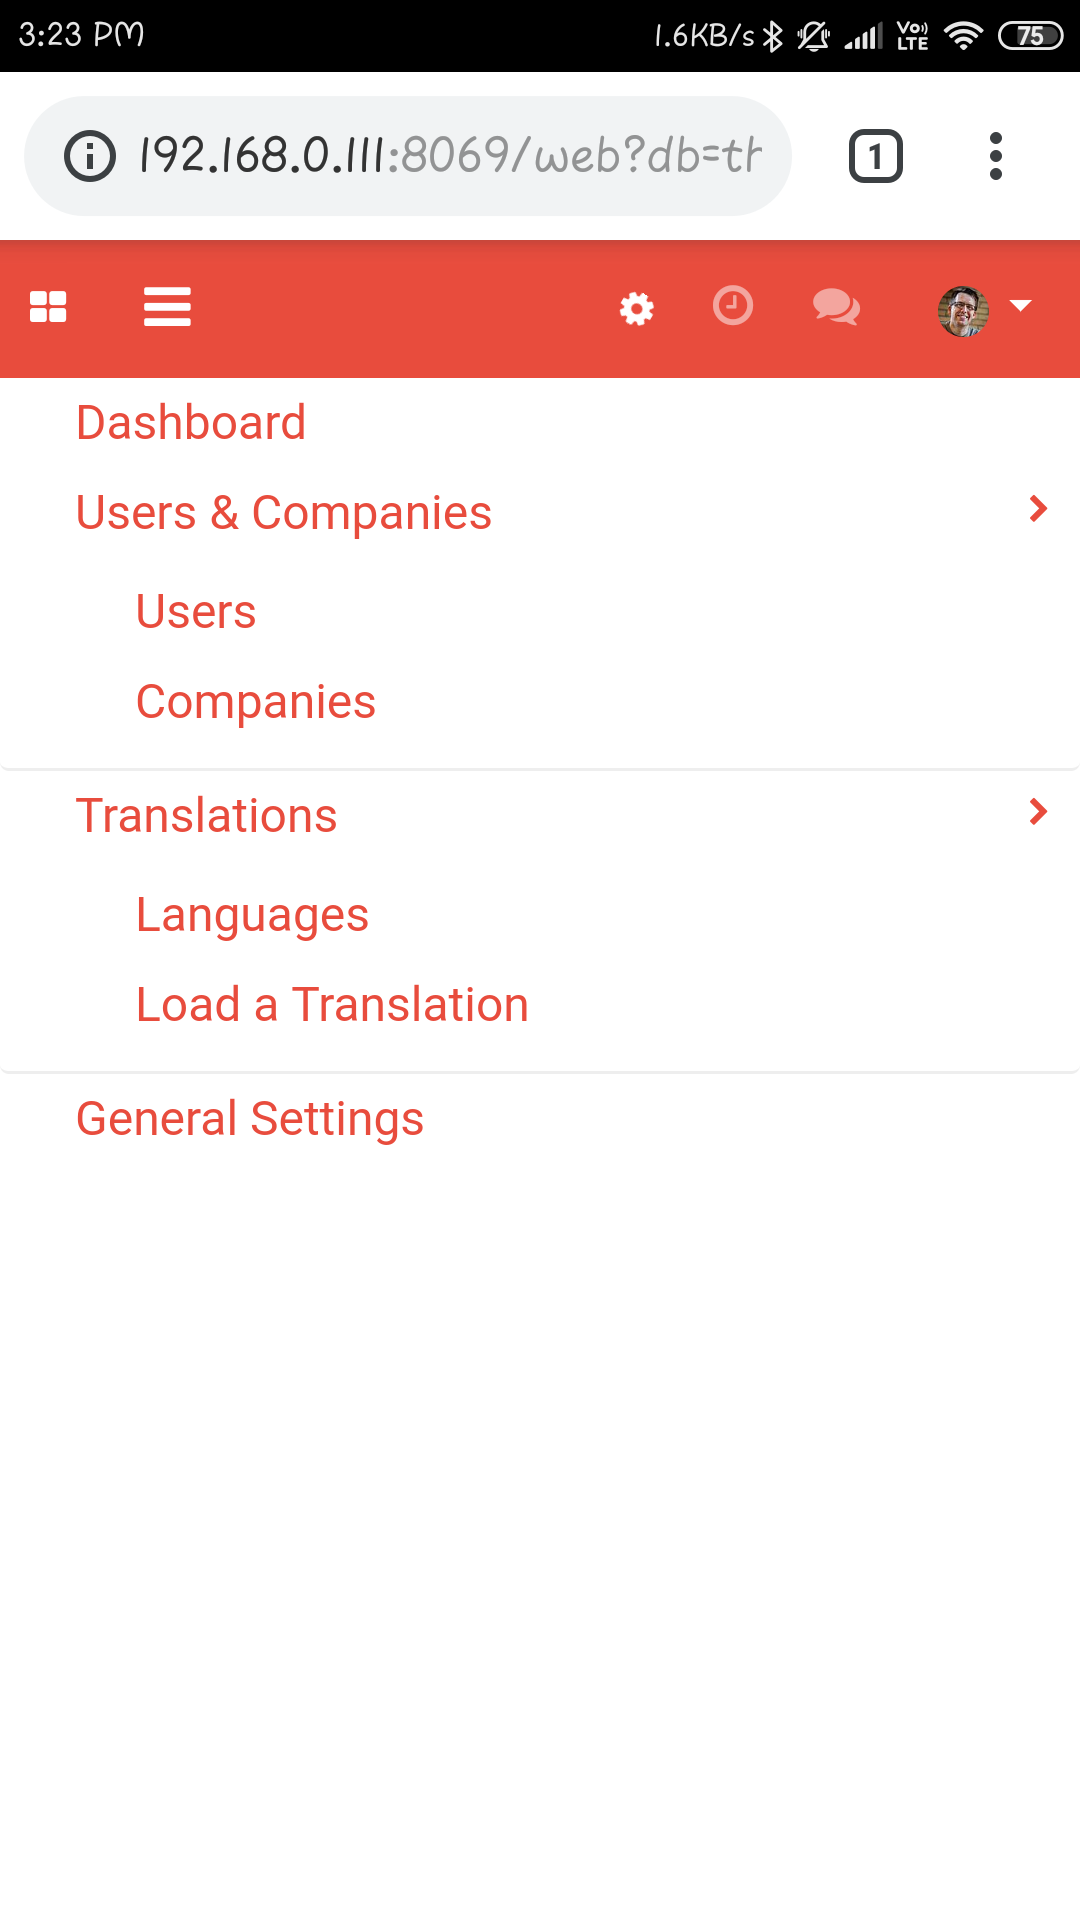 3:23 PM 1.6KB/s Vo LTE 75
192.168.0.111:8069/web?db=th 1
Dashboard
Users & Companies
Users
Companies
Translations
Languages
Load a Translation
General Settings